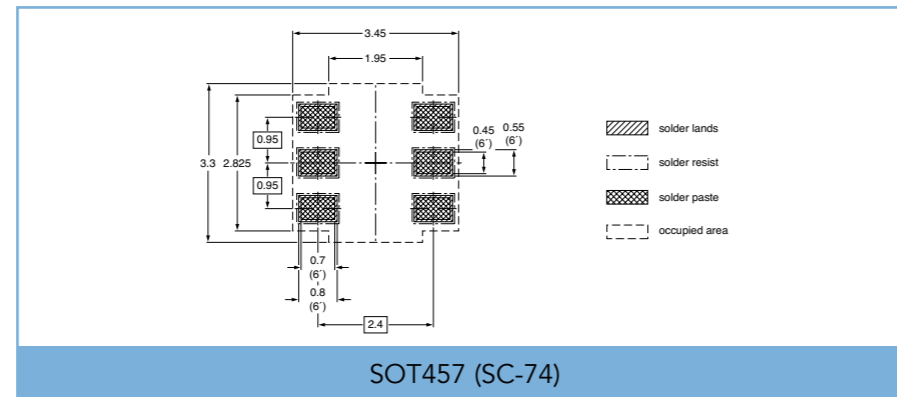 3.45
1.95
0.95
3.3 2.825
0.95
0.45
(6´)
0.55
(6´)
0.7
(6´)
0.8
(6´)
2.4
solder lands
solder resist
solder paste
occupied area
SOT457 (SC-74)